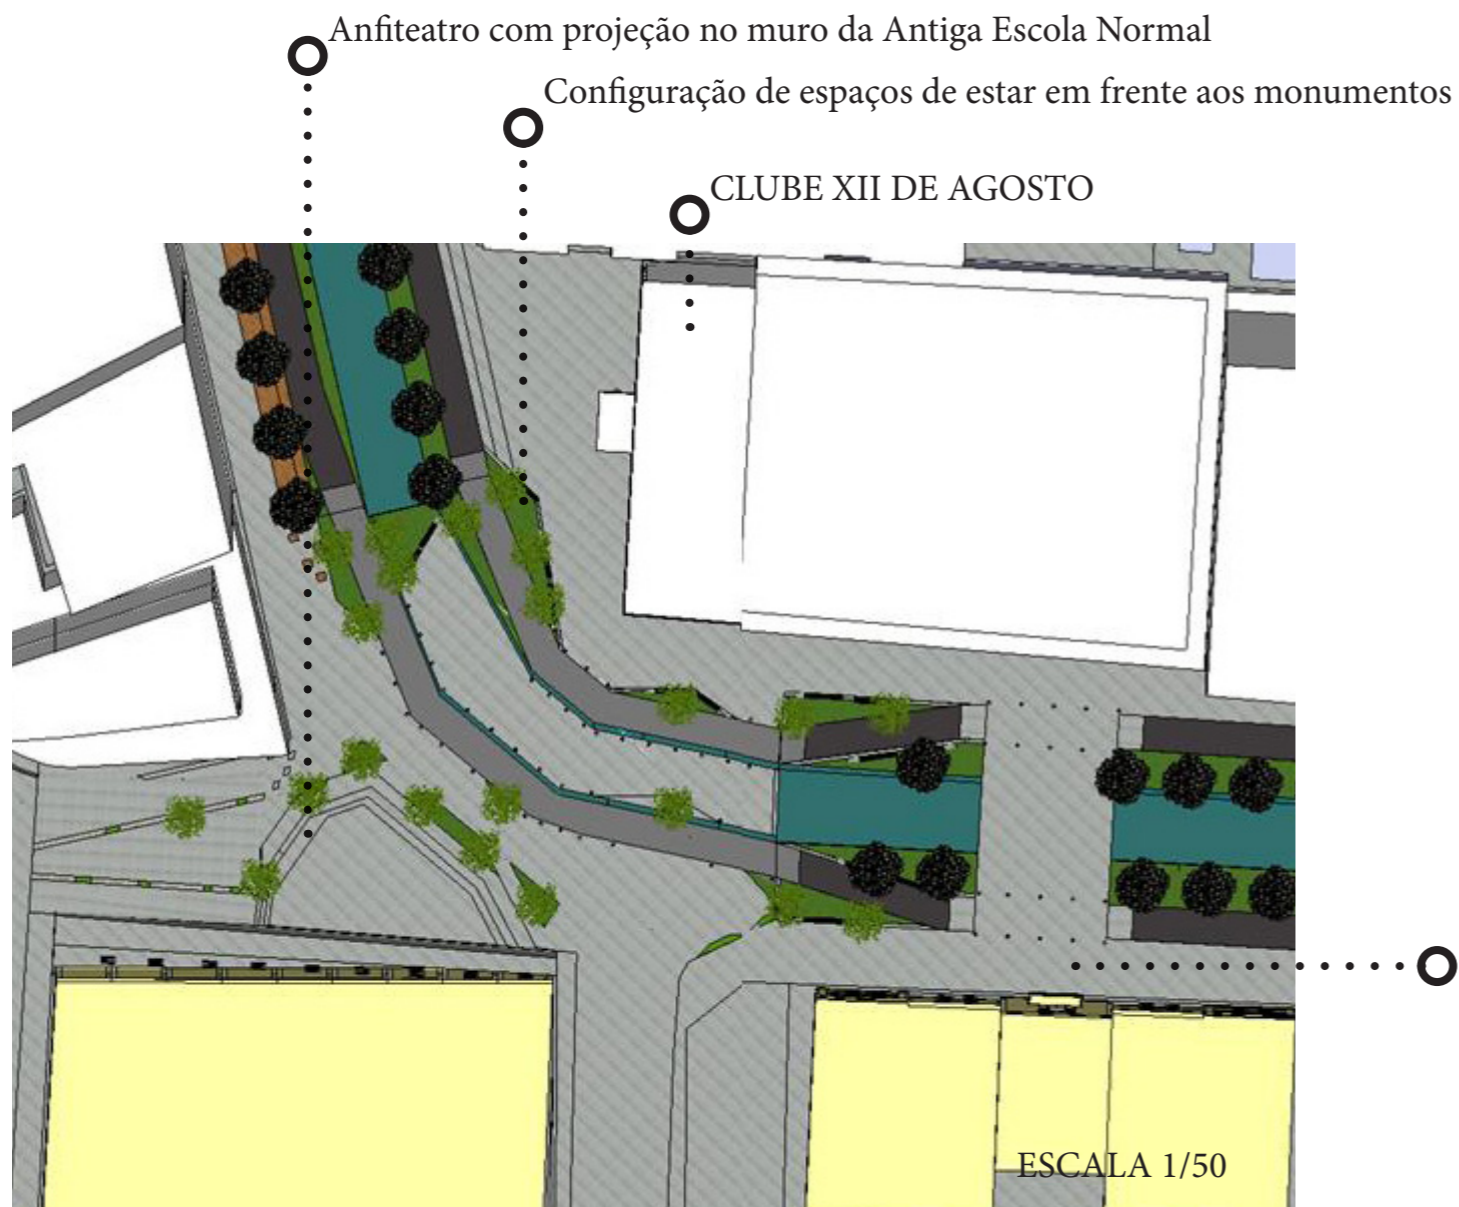 Anfiteatro com projeção no muro da Antiga Escola Normal
Configuração de espaços de estar em frente aos monumentos
CLUBE XII DE AGOSTO
ESCALA 1/50